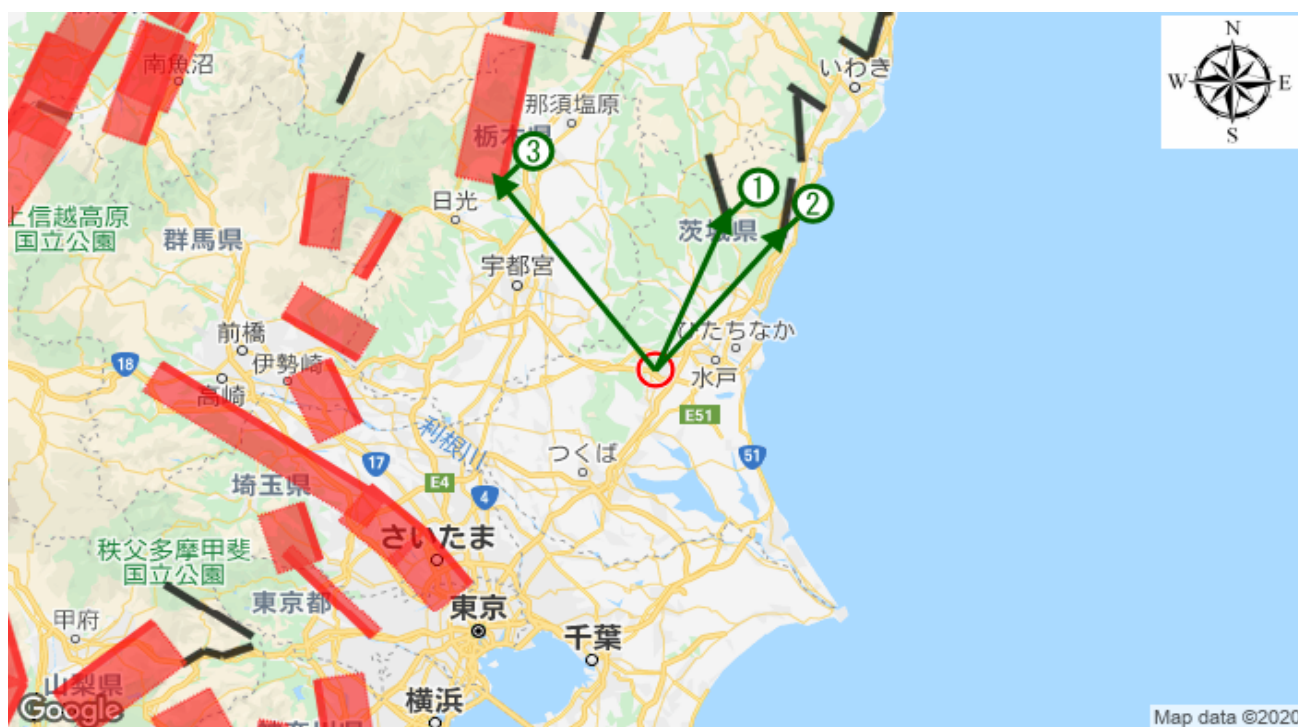 南魚沼
いわき
N
W
E
S
那須塩原
栃木県
③
①
②
日光
上信越高原
国立公園
群馬県
茨城県
宇都宮
前橋
ひたちなか
18
伊勢崎
水戸
高崎
E51
利根川
つくば
51
17
埼玉県
E4
4
さいたま
秩父多摩甲斐
国立公園
東京都
東京
甲府
千葉
山梨県
横浜
Google
Map data ©2020